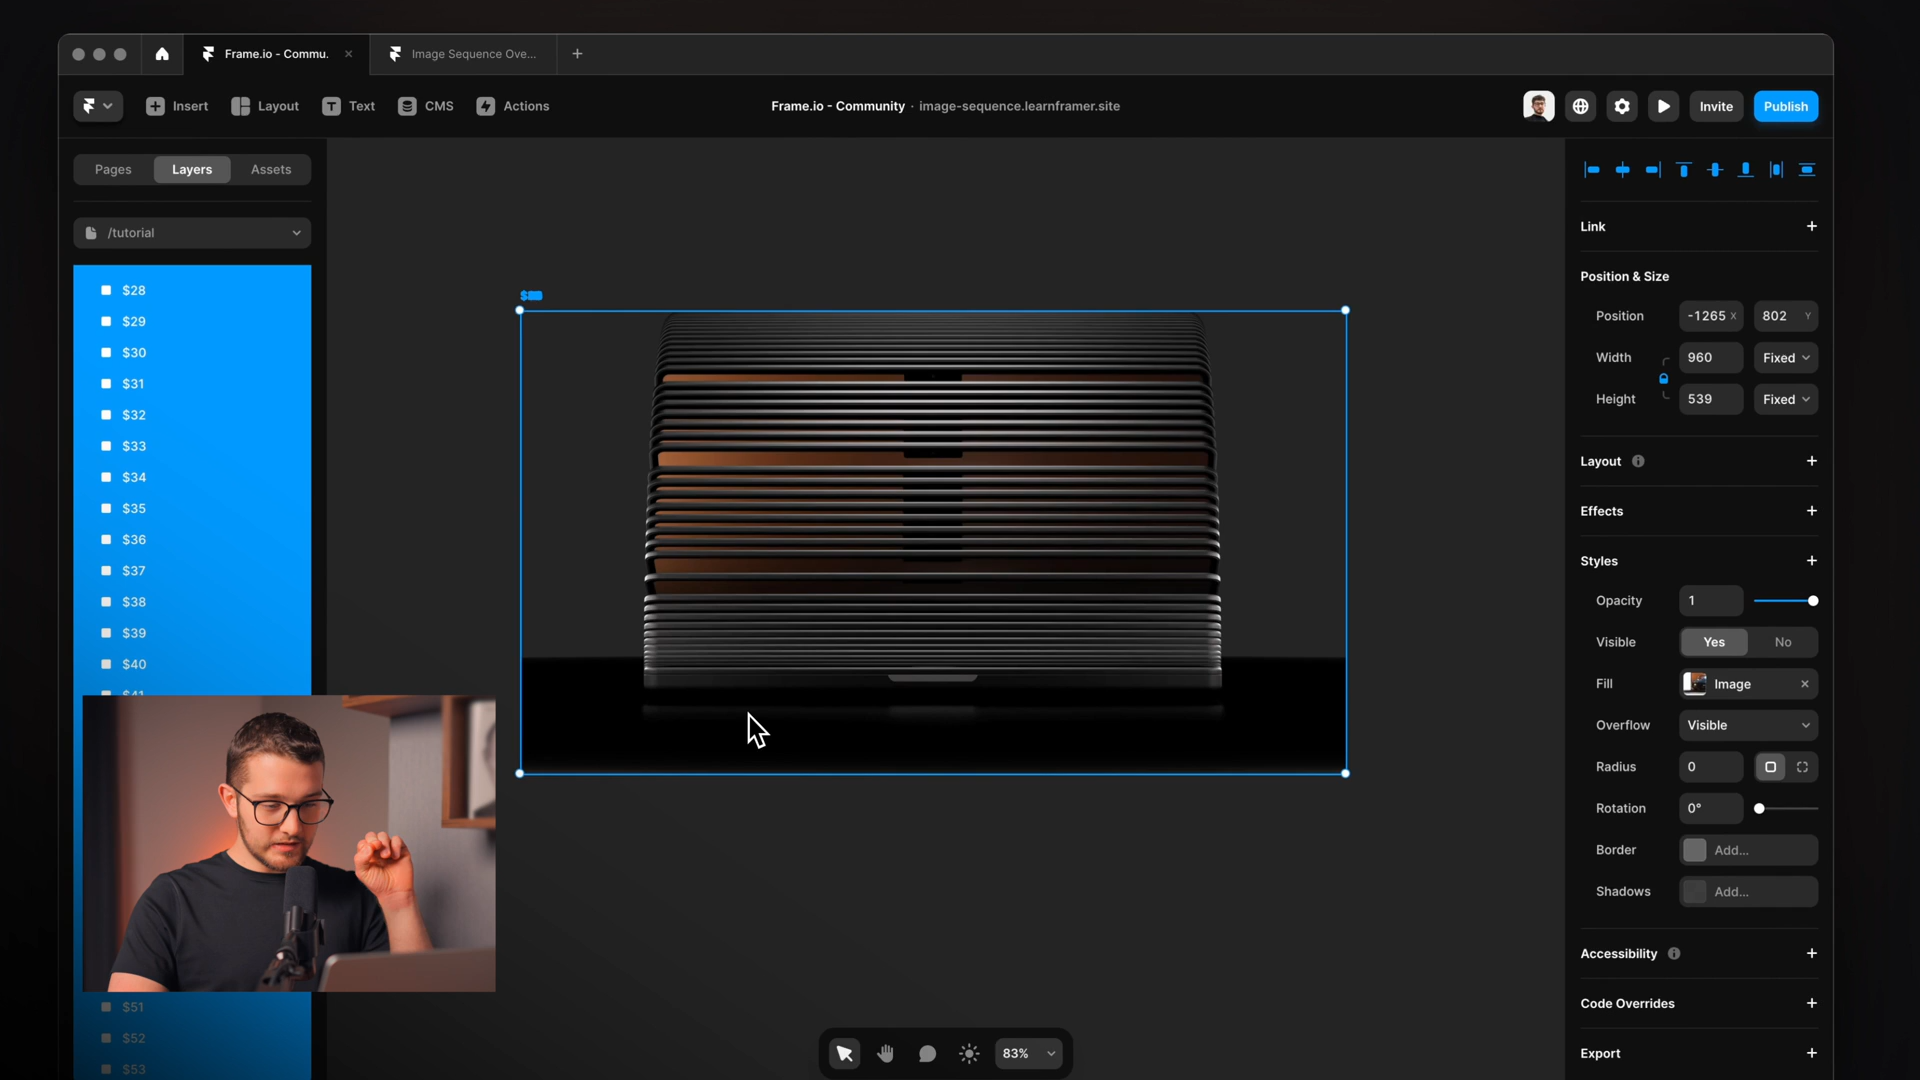 Frame.io - Commu.
Image Sequence Ove...
Insert
Layout
Text
CMS
Actions
Frame.io - Community · image-sequence.learnframer.site
Invite
Publish
Pages
Layers
Assets
/tutorial
$28
$29
$30
$31
$32
$33
$34
$35
$36
$37
$38
$39
$40
$41
$51
$52
$53
Link
Position & Size
Position -1265 X 802 Y
Width 960 Fixed
Height 539 Fixed
Layout
Effects
Styles
Opacity 1
Visible Yes No
Fill Image
Overflow Visible
Radius 0
Rotation 0°
Border Add...
Shadows Add...
Accessibility
Code Overrides
Export
83%